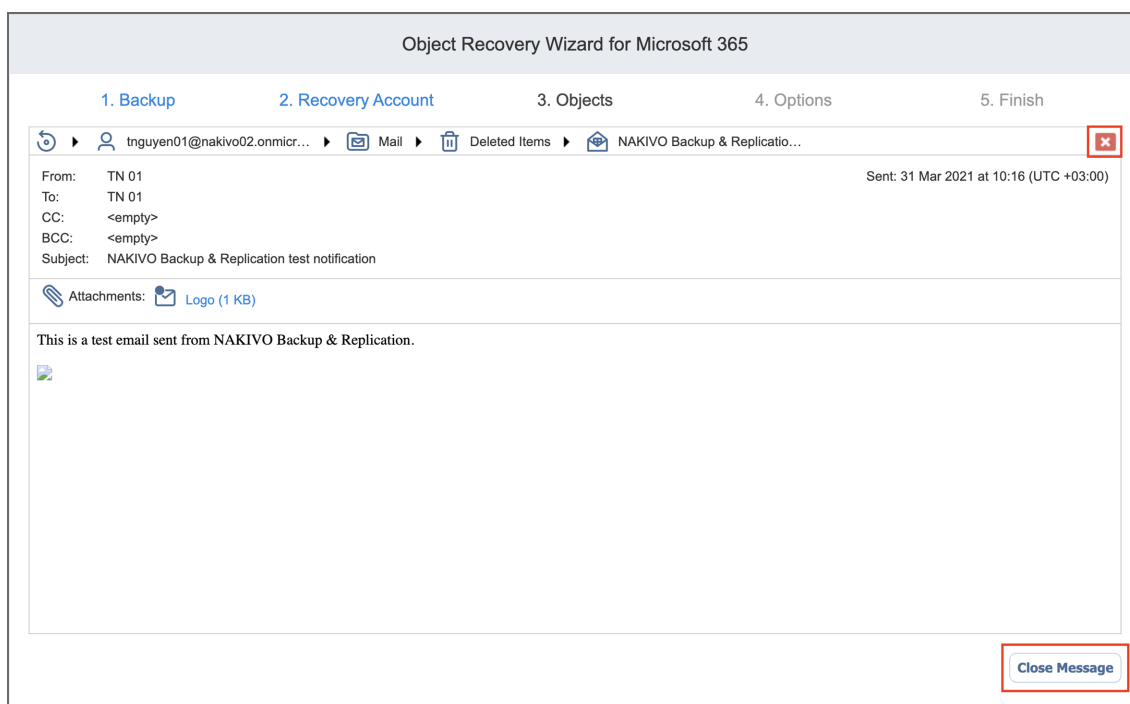 Object Recovery Wizard for Microsoft 365
1. Backup 2. Recovery Account 3. Objects 4. Options 5. Finish
tnguyen01@nakivo02.onmicr... Mail Deleted Items NAKIVO Backup & Replicatio...
From: TN 01 Sent: 31 Mar 2021 at 10:16 (UTC +03:00)
To: TN 01
CC: <empty>
BCC: <empty>
Subject: NAKIVO Backup & Replication test notification
Attachments: Logo (1 KB)
This is a test email sent from NAKIVO Backup & Replication.
Close Message